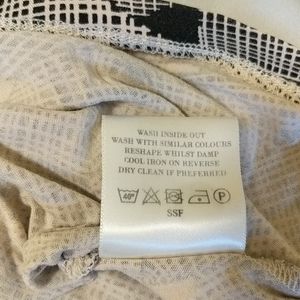 WASH INSIDE OUT
WASH WITH SIMILAR COLOURS
RESHAPE WHILST DAMP
COOL IRON ON REVERSE
DRY CLEAN IF PREFERRED
40° P
SSF